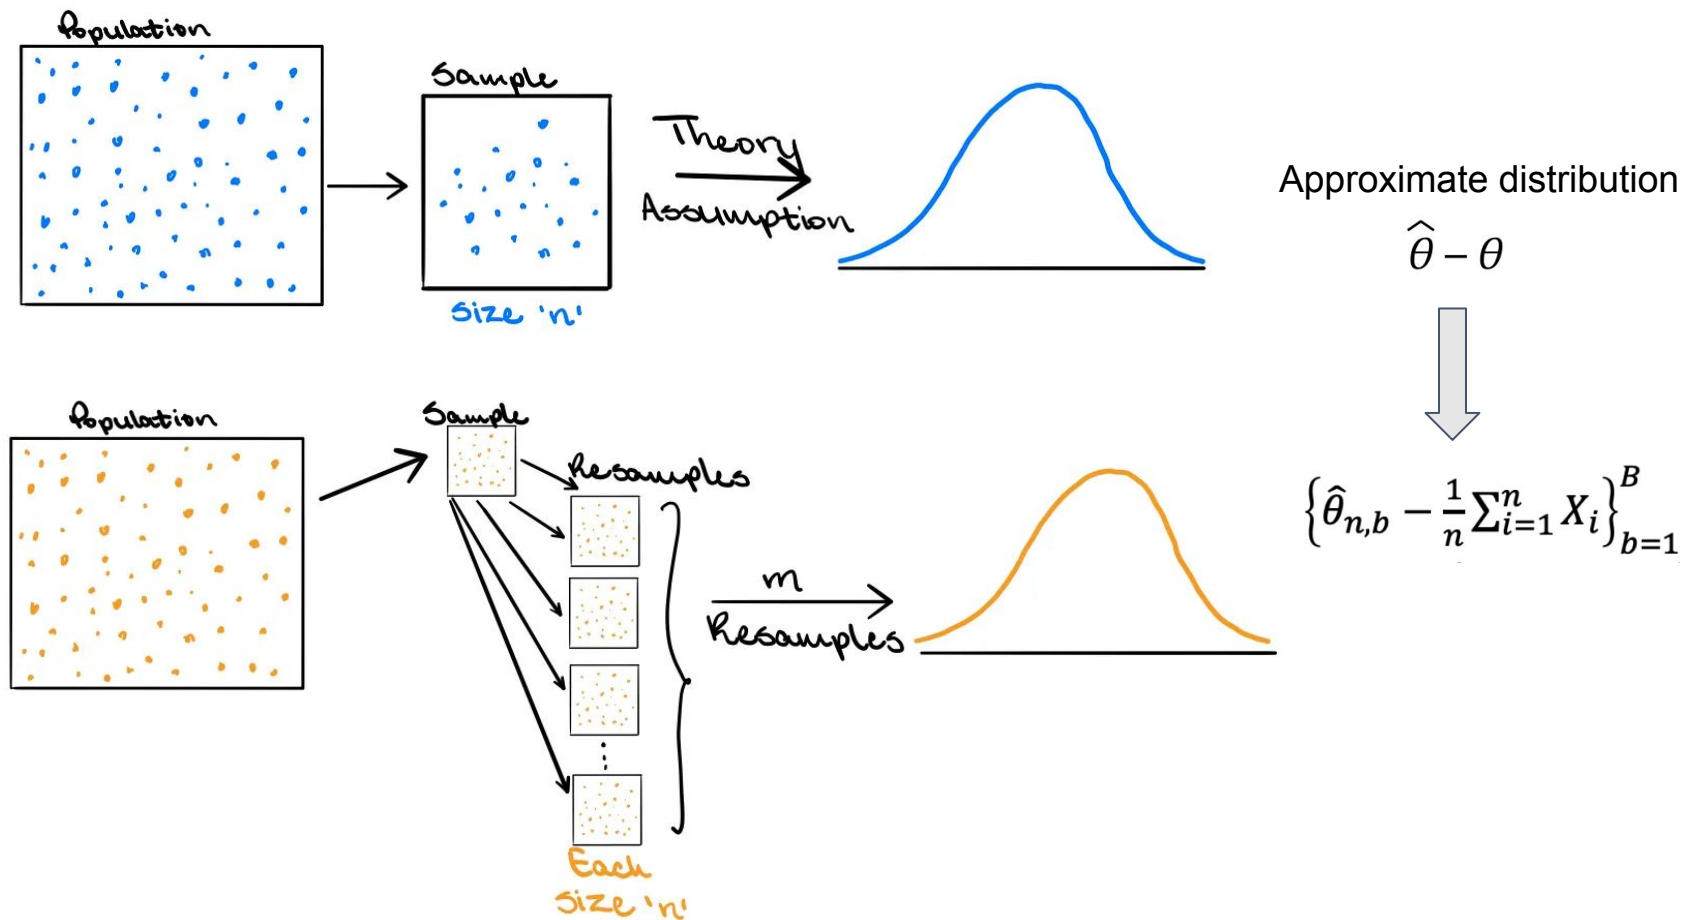 Population
Sample
Theory
Assumption
Size 'n'
Approximate distribution
θ̂ – θ
Population
Sample
Resamples
m
Resamples
Each
Size 'n'
{θ̂_{n,b} − 1/n ∑_{i=1}^{n} X_i}_{b=1}^{B}